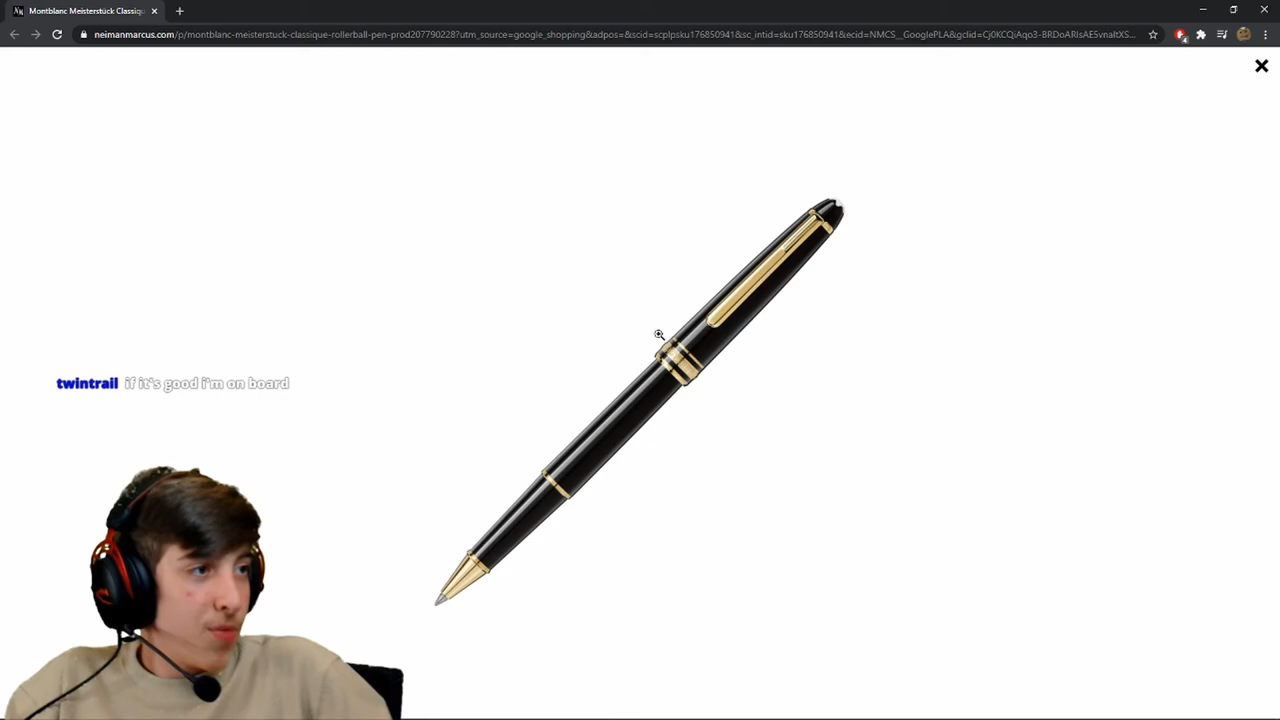 Montblanc Meisterstück Classiqu
neimanmarcus.com/p/montblanc-meisterstuck-classique-rollerball-pen-prod207790228?utm_source=google_shopping&adpos=&scid=scplpsku176850941&sc_intid=sku176850941&ecid=NMCS__GooglePLA&gclid=Cj0KCQiAqo3-BRDoARIsAE5vnaltXS...
twintrail if it's good i'm on board